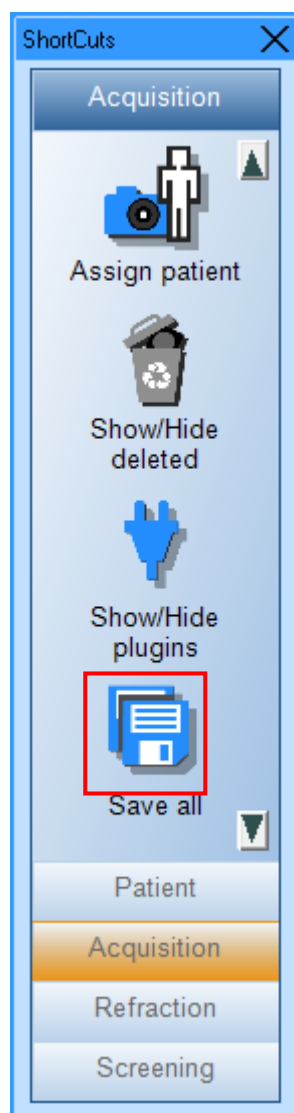 ShortCuts
Acquisition
Assign patient
Show/Hide
deleted
Show/Hide
plugins
Save all
Patient
Acquisition
Refraction
Screening